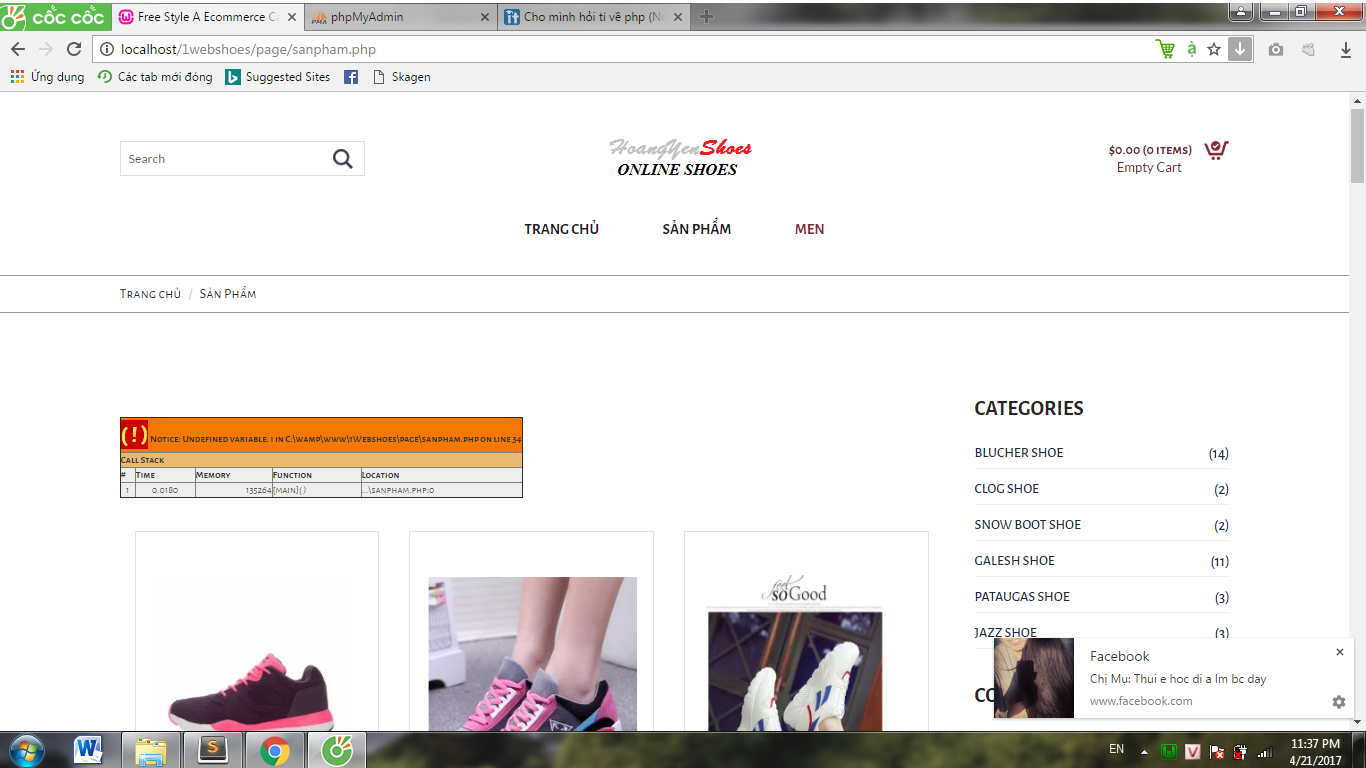 cốc cốc
Free Style A Ecommerce Ca
phpMyAdmin
Cho mình hỏi tí về php (No
localhost/1webshoes/page/sanpham.php
Ứng dụng
Các tab mới đóng
Suggested Sites
Skagen
Search
HoangYenShoes
ONLINE SHOES
$0.00 (0 ITEMS)
Empty Cart
TRANG CHỦ
SẢN PHẨM
MEN
TRANG CHỦ / SẢN PHẨM
(!) NOTICE: UNDEFINED VARIABLE: I IN C:\WAMP\WWW\1WEBSHOES\PAGE\SANPHAM.PHP ON LINE 34
CALL STACK
# TIME MEMORY FUNCTION LOCATION
1 0.0180 135264 {MAIN}( ) ...\SANPHAM.PHP:0
CATEGORIES
BLUCHER SHOE (14)
CLOG SHOE (2)
SNOW BOOT SHOE (2)
GALESH SHOE (11)
PATAUGAS SHOE (3)
JAZZ SHOE (3)
feel
soGood
CO
Facebook
Chị Mụ: Thui e hoc di a lm bc day
www.facebook.com
EN
11:37 PM
4/21/2017